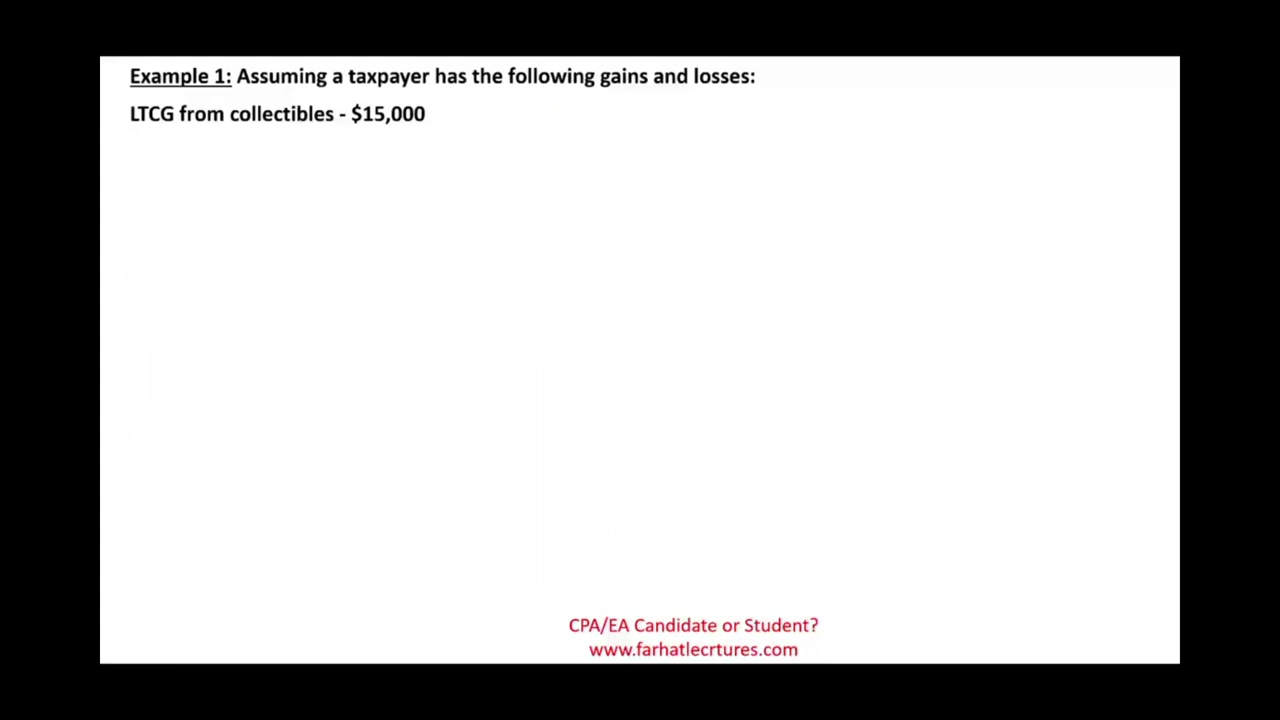 Example 1: Assuming a taxpayer has the following gains and losses:
LTCG from collectibles - $15,000
CPA/EA Candidate or Student?
www.farhatlecrtures.com